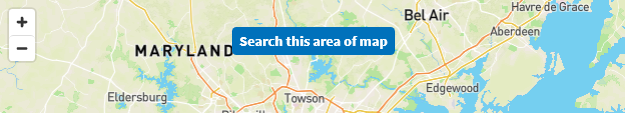 Havre de Grace
Bel Air
Aberdeen
+
Search this area of map
−
MARYLAND
Edgewood
Eldersburg
Towson